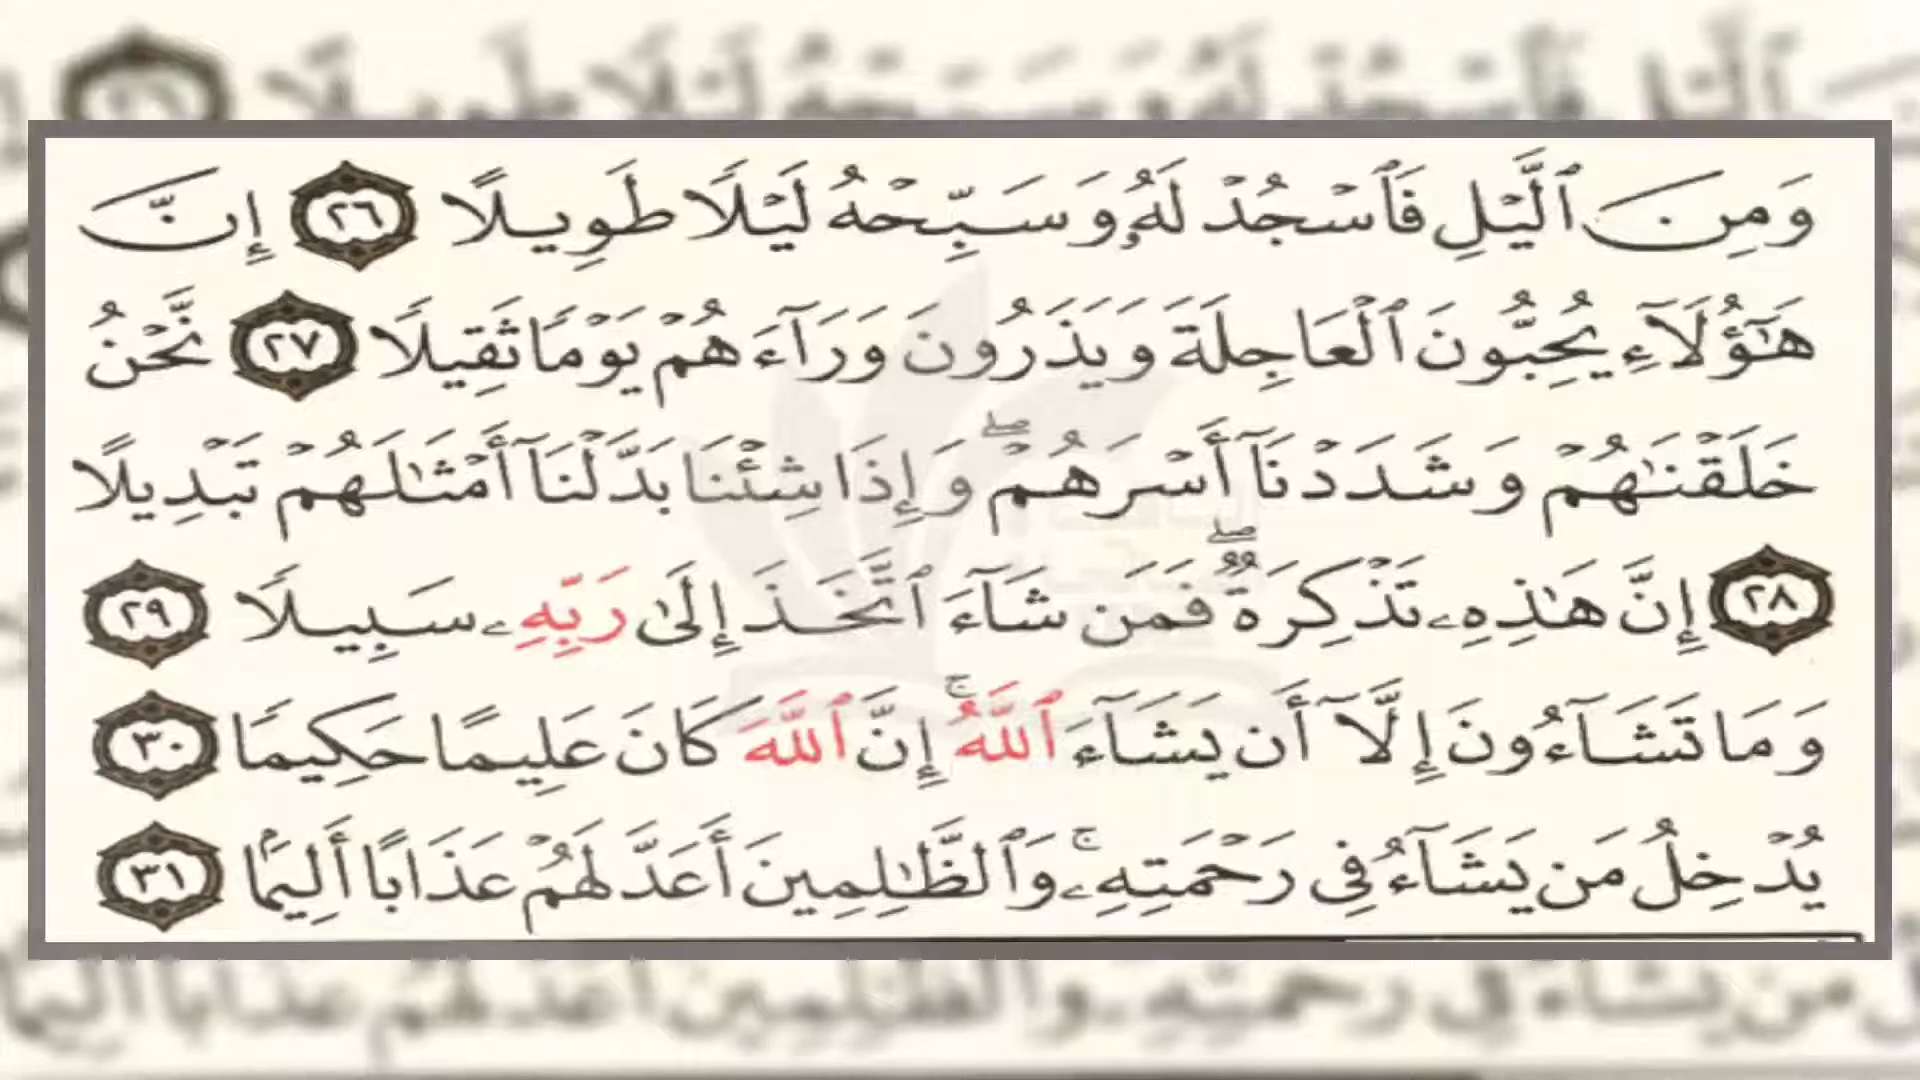 وَمِنَ ٱلَّيْلِ فَٱسْجُدْ لَهُۥ وَسَبِّحْهُ لَيْلًا طَوِيلًا ٢٦ إِنَّ
هَٰٓؤُلَآءِ يُحِبُّونَ ٱلْعَاجِلَةَ وَيَذَرُونَ وَرَآءَهُمْ يَوْمًا ثَقِيلًا ٢٧ نَّحْنُ
خَلَقْنَٰهُمْ وَشَدَدْنَآ أَسْرَهُمْ ۖ وَإِذَا شِئْنَا بَدَّلْنَآ أَمْثَٰلَهُمْ تَبْدِيلًا
٢٨ إِنَّ هَٰذِهِۦ تَذْكِرَةٌ ۖ فَمَن شَآءَ ٱتَّخَذَ إِلَىٰ رَبِّهِۦ سَبِيلًا ٢٩
وَمَا تَشَآءُونَ إِلَّآ أَن يَشَآءَ ٱللَّهُ ۚ إِنَّ ٱللَّهَ كَانَ عَلِيمًا حَكِيمًا ٣٠
يُدْخِلُ مَن يَشَآءُ فِى رَحْمَتِهِۦ ۚ وَٱلظَّٰلِمِينَ أَعَدَّ لَهُمْ عَذَابًا أَلِيمًۢا ٣١